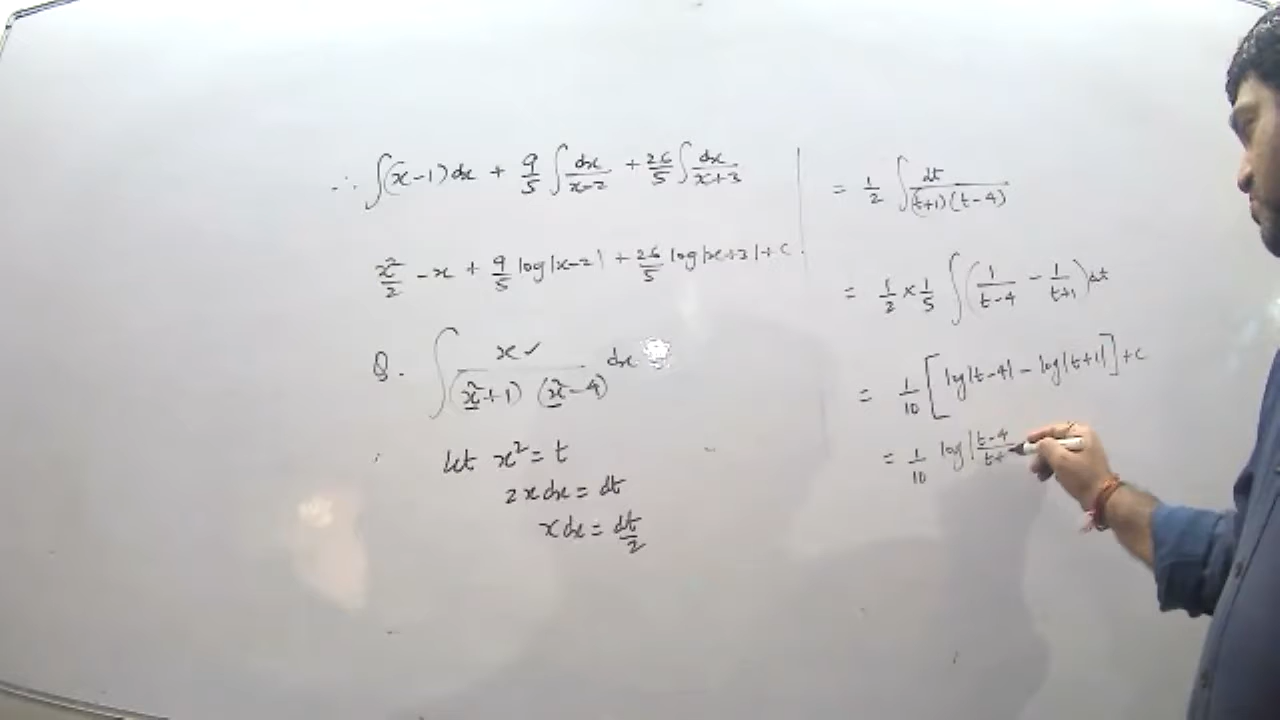 ∴ ∫(x-1)dx + 9/5 ∫ dx/(x-2) + 26/5 ∫ dx/(x+3)
x²/2 - x + 9/5 log|x-2| + 26/5 log|x+3| + c.
Q. ∫ x/((x²+1) (x²-4)) dx
let x² = t
2x dx = dt
x dx = dt/2
= 1/2 ∫ dt/((t+1)(t-4))
= 1/2 × 1/5 ∫ (1/(t-4) - 1/(t+1)) dt
= 1/10 [log|t-4| - log|t+1|] + c
= 1/10 log|(t-4)/(t+